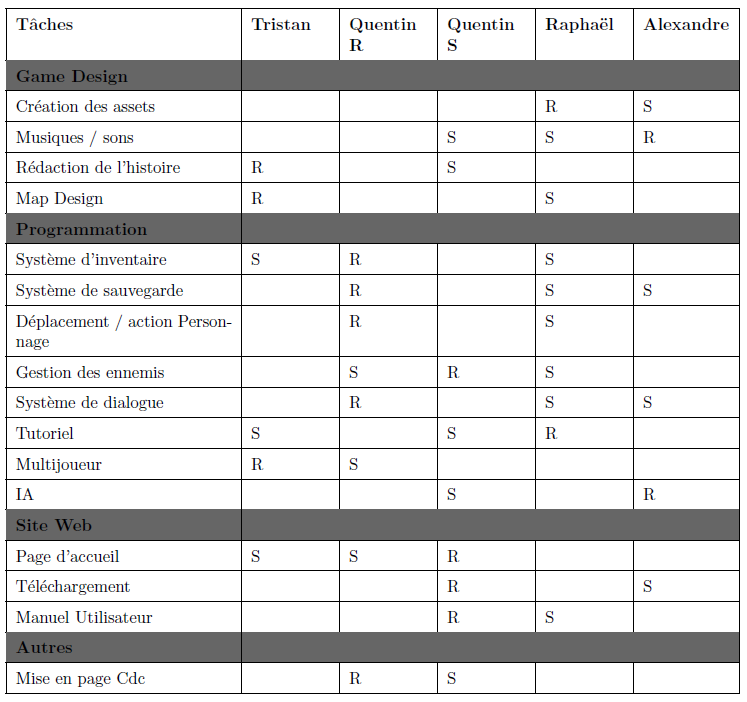 Tâches Tristan Quentin R Quentin S Raphaël Alexandre
Game Design
Création des assets R S
Musiques / sons S S R
Rédaction de l'histoire R S
Map Design R S
Programmation
Système d'inventaire S R S
Système de sauvegarde R S S
Déplacement / action Person-
nage R S
Gestion des ennemis S R S
Système de dialogue R S S
Tutoriel S S R
Multijoueur R S
IA S R
Site Web
Page d'accueil S S R
Téléchargement R S
Manuel Utilisateur R S
Autres
Mise en page Cdc R S